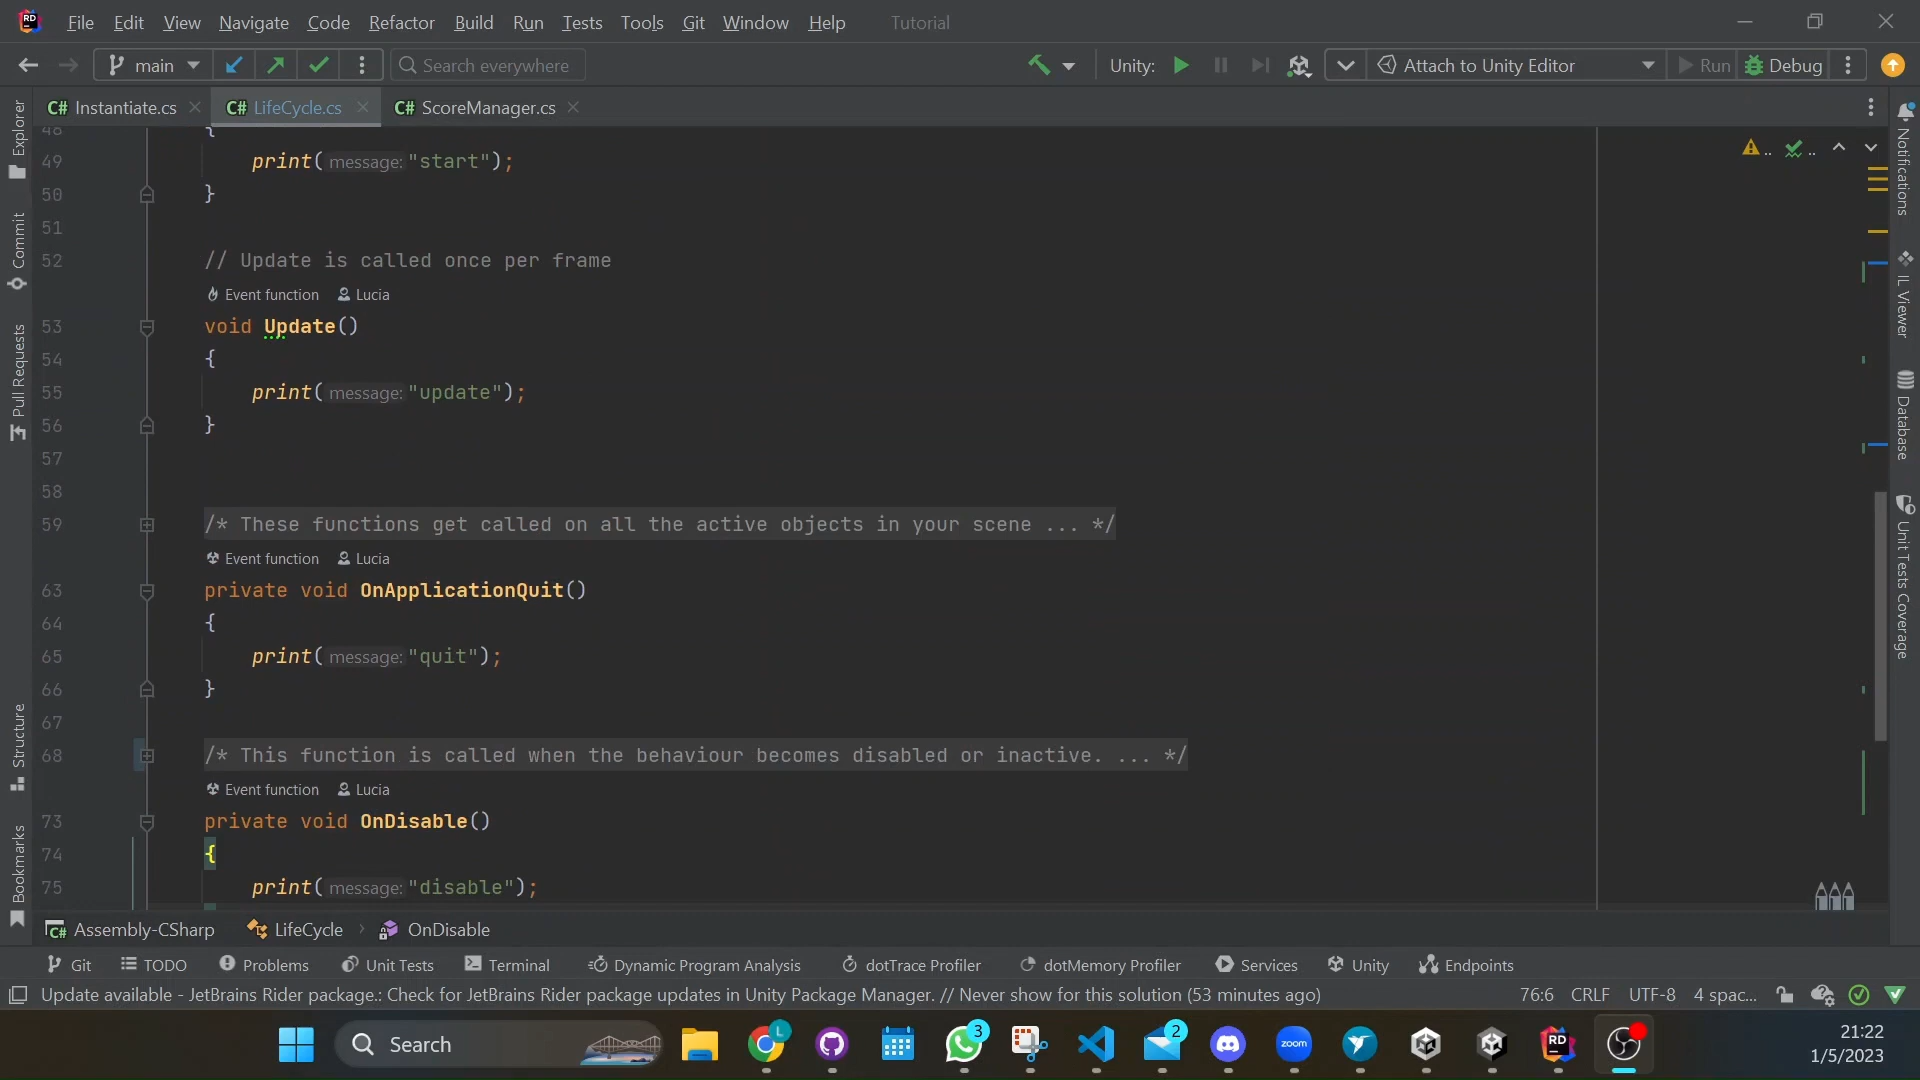 File Edit View Navigate Code Refactor Build Run Tests Tools Git Window Help Tutorial
main Search everywhere Unity: Attach to Unity Editor Run Debug
C# Instantiate.cs C# LifeCycle.cs C# ScoreManager.cs
Explorer
Commit
Pull Requests
Structure
Bookmarks
48 {
49 print( message: "start");
50 }
51
52 // Update is called once per frame
Event function Lucia
53 void Update()
54 {
55 print( message: "update");
56 }
57
58
59 /* These functions get called on all the active objects in your scene ... */
Event function Lucia
63 private void OnApplicationQuit()
64 {
65 print( message: "quit");
66 }
67
68 /* This function is called when the behaviour becomes disabled or inactive. ... */
Event function Lucia
73 private void OnDisable()
74 {
75 print( message: "disable");
Notifications
IL Viewer
Database
Unit Tests Coverage
C# Assembly-CSharp LifeCycle OnDisable
Git TODO Problems Unit Tests Terminal Dynamic Program Analysis dotTrace Profiler dotMemory Profiler Services Unity Endpoints
Update available - JetBrains Rider package.: Check for JetBrains Rider package updates in Unity Package Manager. // Never show for this solution (53 minutes ago) 76:6 CRLF UTF-8 4 spac...
Search L 3 2 zoom RD 21:22
1/5/2023